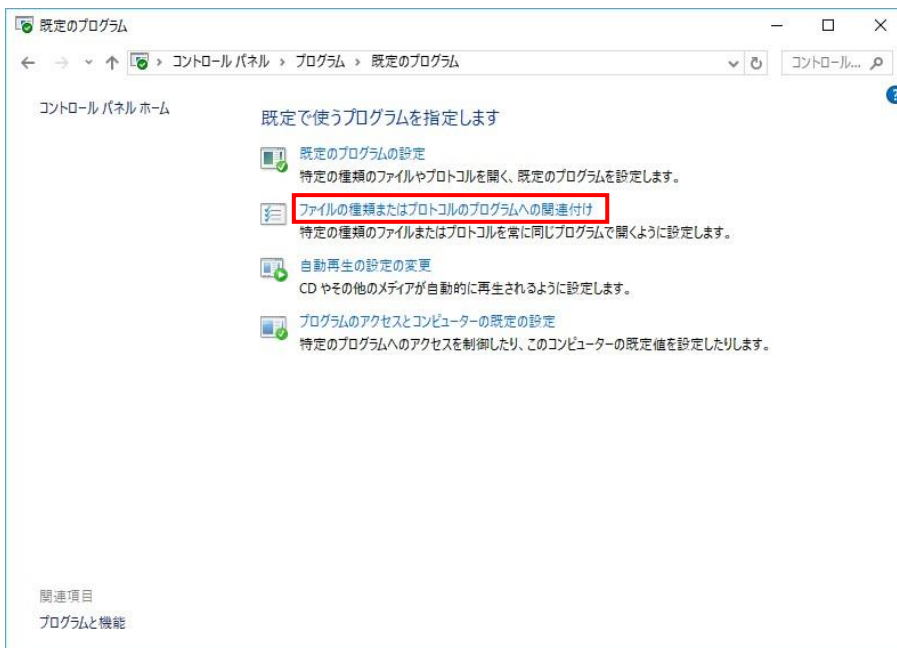 既定のプログラム
コントロール パネル › プログラム › 既定のプログラム
コントロール...
コントロール パネル ホーム
既定で使うプログラムを指定します
既定のプログラムの設定
特定の種類のファイルやプロトコルを開く、既定のプログラムを設定します。
ファイルの種類またはプロトコルのプログラムへの関連付け
特定の種類のファイルまたはプロトコルを常に同じプログラムで開くように設定します。
自動再生の設定の変更
CD やその他のメディアが自動的に再生されるように設定します。
プログラムのアクセスとコンピューターの既定の設定
特定のプログラムへのアクセスを制御したり、このコンピューターの既定値を設定したりします。
関連項目
プログラムと機能